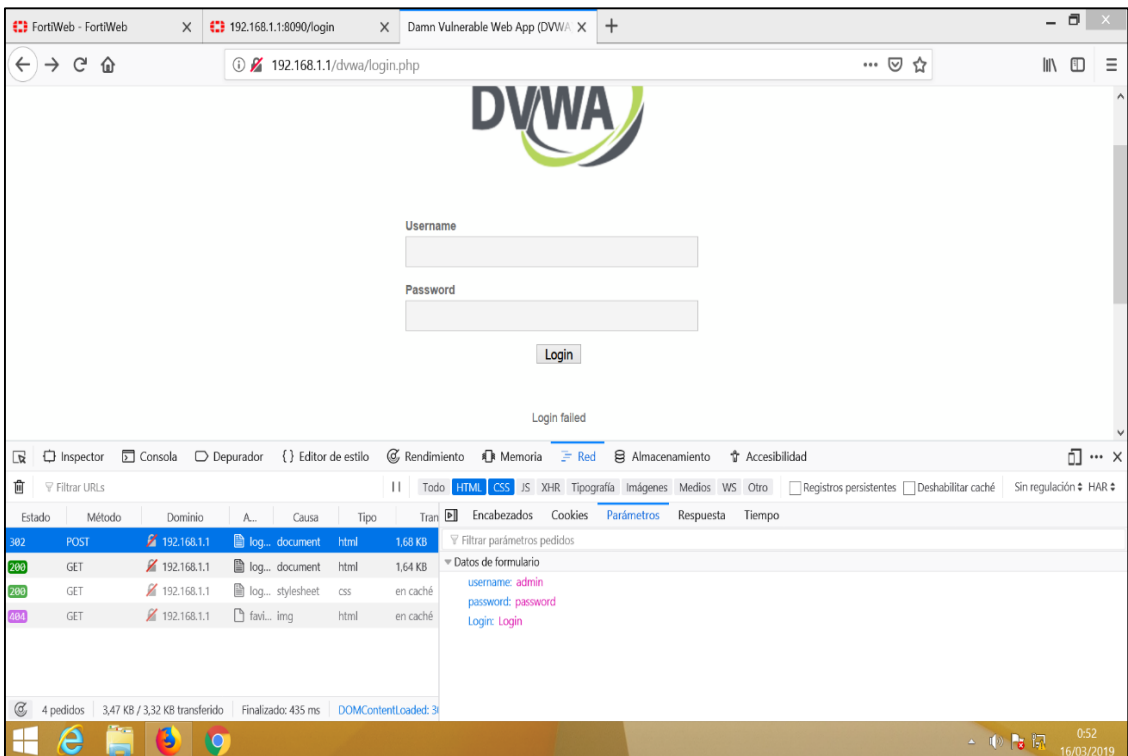 FortiWeb - FortiWeb
192.168.1.1:8090/login
Damn Vulnerable Web App (DVWA
192.168.1.1/dvwa/login.php
DVWA
Username
Password
Login
Login failed
Inspector Consola Depurador { } Editor de estilo Rendimiento Memoria Red Almacenamiento Accesibilidad
Filtrar URLs
Todo HTML CSS JS XHR Tipografía Imágenes Medios WS Otro Registros persistentes Deshabilitar caché Sin regulación HAR
Estado Método Dominio A... Causa Tipo Tran
Encabezados Cookies Parámetros Respuesta Tiempo
302 POST 192.168.1.1 log... document html 1,68 KB
200 GET 192.168.1.1 log... document html 1,64 KB
200 GET 192.168.1.1 log... stylesheet css en caché
404 GET 192.168.1.1 favi... img html en caché
Filtrar parámetros pedidos
Datos de formulario
username: admin
password: password
Login: Login
4 pedidos 3,47 KB / 3,32 KB transferido Finalizado: 435 ms DOMContentLoaded:
0:52
16/03/2019